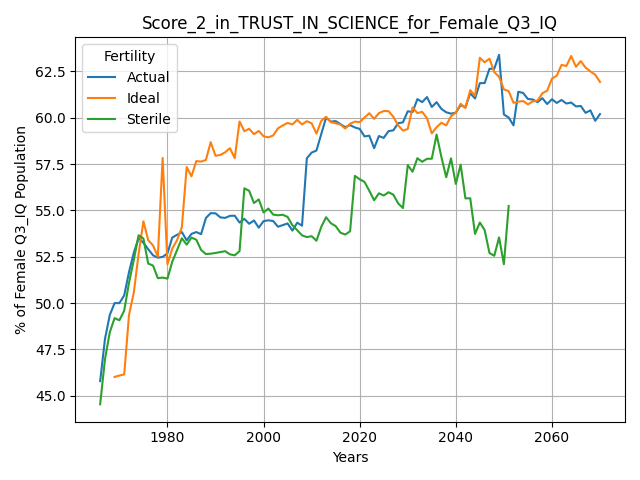 Score_2_in_TRUST_IN_SCIENCE_for_Female_Q3_IQ
Fertility
Actual
Ideal
Sterile
% of Female Q3_IQ Population
62.5
60.0
57.5
55.0
52.5
50.0
47.5
45.0
1980 2000 2020 2040 2060
Years